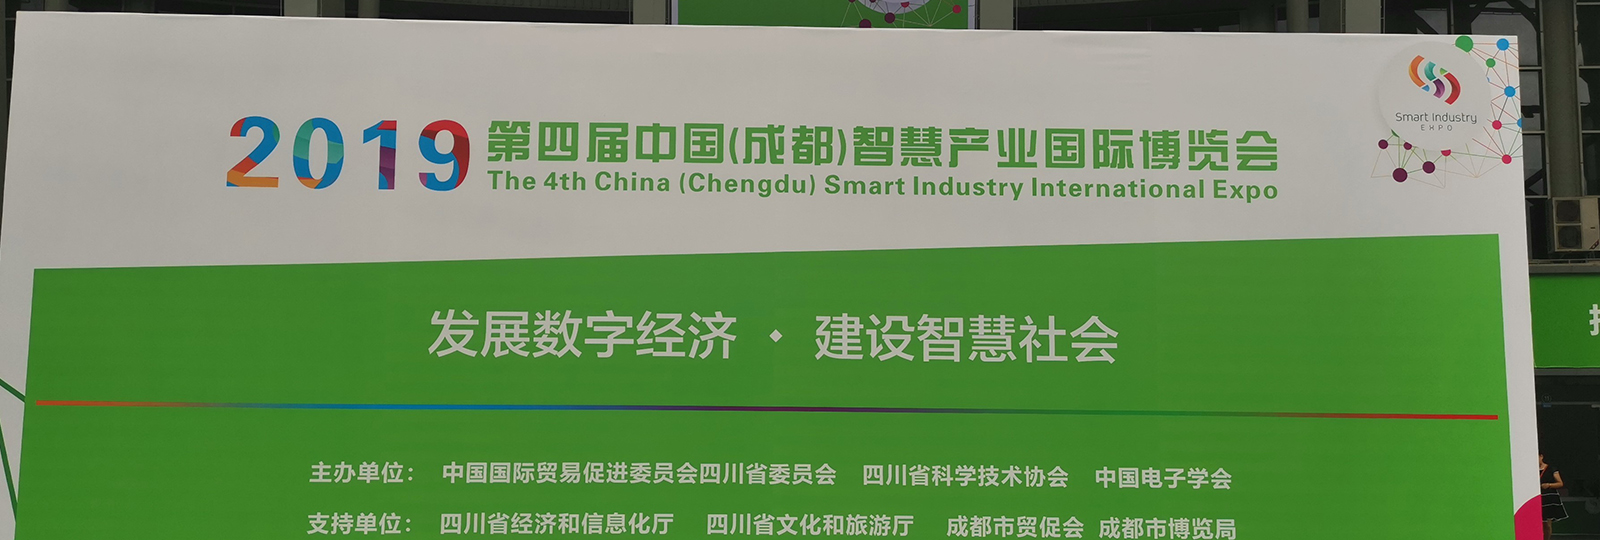 2019 第四届中国(成都)智慧产业国际博览会
The 4th China (Chengdu) Smart Industry International Expo
Smart Industry
EXPO
发展数字经济·建设智慧社会
主办单位： 中国国际贸易促进委员会四川省委员会 四川省科学技术协会 中国电子学会
支持单位： 四川省经济和信息化厅 四川省文化和旅游厅 成都市贸促会 成都市博览局